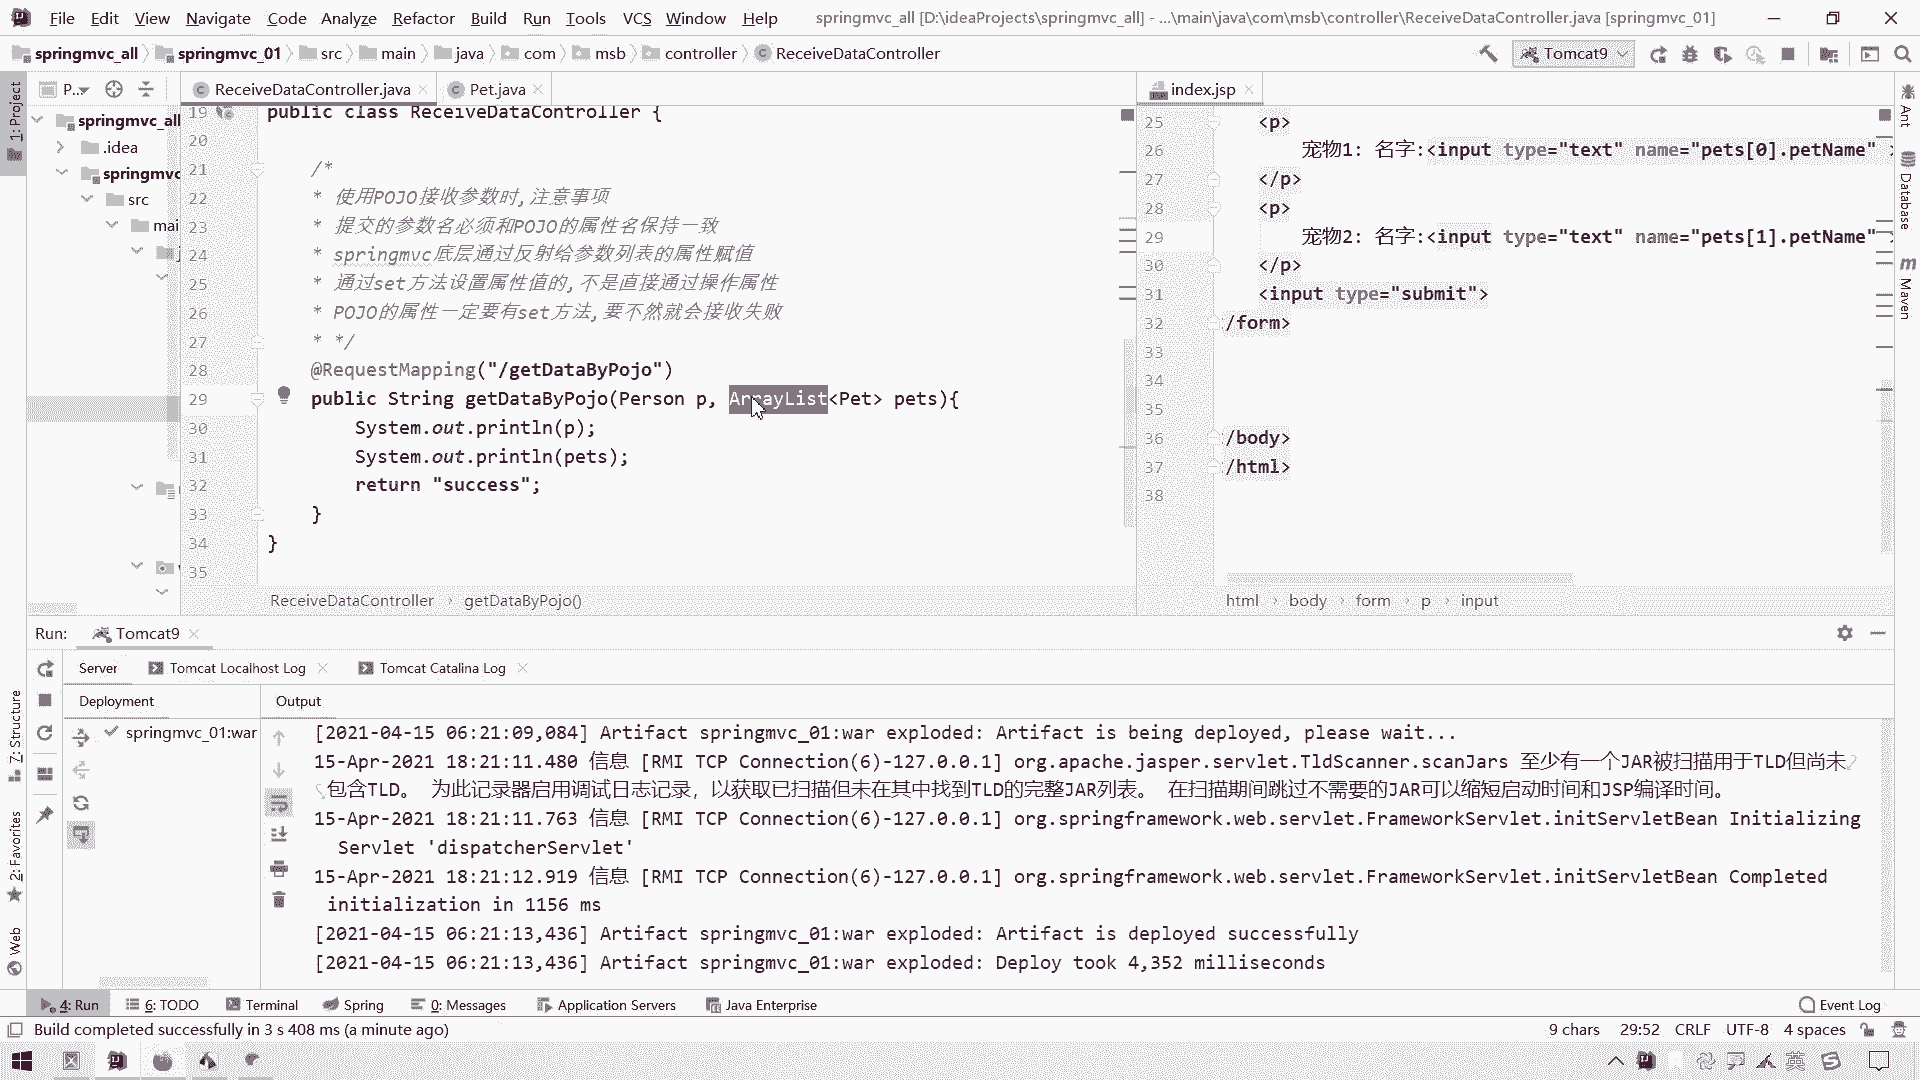 File Edit View Navigate Code Analyze Refactor Build Run Tools VCS Window Help springmvc_all [D:\ideaProjects\springmvc_all] - ...\main\java\com\msb\controller\ReceiveDataController.java [springmvc_01]
springmvc_all springmvc_01 src main java com msb controller ReceiveDataController Tomcat9
1: Project
P...
springmvc_all
.idea
springmvc
src
mai
j
ReceiveDataController.java Pet.java
19 public class ReceiveDataController {
20
21 /*
22 * 使用POJO接收参数时,注意事项
23 * 提交的参数名必须和POJO的属性名保持一致
24 * springmvc底层通过反射给参数列表的属性赋值
25 * 通过set方法设置属性值的,不是直接通过操作属性
26 * POJO的属性一定要有set方法,要不然就会接收失败
27 * */
28 @RequestMapping("/getDataByPojo")
29 public String getDataByPojo(Person p, ArrayList<Pet> pets){
30 System.out.println(p);
31 System.out.println(pets);
32 return "success";
33 }
34 }
35
ReceiveDataController getDataByPojo()
index.jsp
25 <p>
26 宠物1: 名字:<input type="text" name="pets[0].petName" >
27 </p>
28 <p>
29 宠物2: 名字:<input type="text" name="pets[1].petName" >
30 </p>
31 <input type="submit">
32 /form>
33
34
35
36 /body>
37 /html>
38
html body form p input
Ant
Database
Maven
Run: Tomcat9
Server Tomcat Localhost Log Tomcat Catalina Log
Deployment Output
springmvc_01:war
[2021-04-15 06:21:09,084] Artifact springmvc_01:war exploded: Artifact is being deployed, please wait...
15-Apr-2021 18:21:11.480 信息 [RMI TCP Connection(6)-127.0.0.1] org.apache.jasper.servlet.TldScanner.scanJars 至少有一个JAR被扫描用于TLD但尚未
包含TLD。 为此记录器启用调试日志记录，以获取已扫描但未在其中找到TLD的完整JAR列表。 在扫描期间跳过不需要的JAR可以缩短启动时间和JSP编译时间。
15-Apr-2021 18:21:11.763 信息 [RMI TCP Connection(6)-127.0.0.1] org.springframework.web.servlet.FrameworkServlet.initServletBean Initializing
Servlet 'dispatcherServlet'
15-Apr-2021 18:21:12.919 信息 [RMI TCP Connection(6)-127.0.0.1] org.springframework.web.servlet.FrameworkServlet.initServletBean Completed
initialization in 1156 ms
[2021-04-15 06:21:13,436] Artifact springmvc_01:war exploded: Artifact is deployed successfully
[2021-04-15 06:21:13,436] Artifact springmvc_01:war exploded: Deploy took 4,352 milliseconds
7: Structure
2: Favorites
Web
4: Run 6: TODO Terminal Spring 0: Messages Application Servers Java Enterprise Event Log
Build completed successfully in 3 s 408 ms (a minute ago) 9 chars 29:52 CRLF UTF-8 4 spaces
英